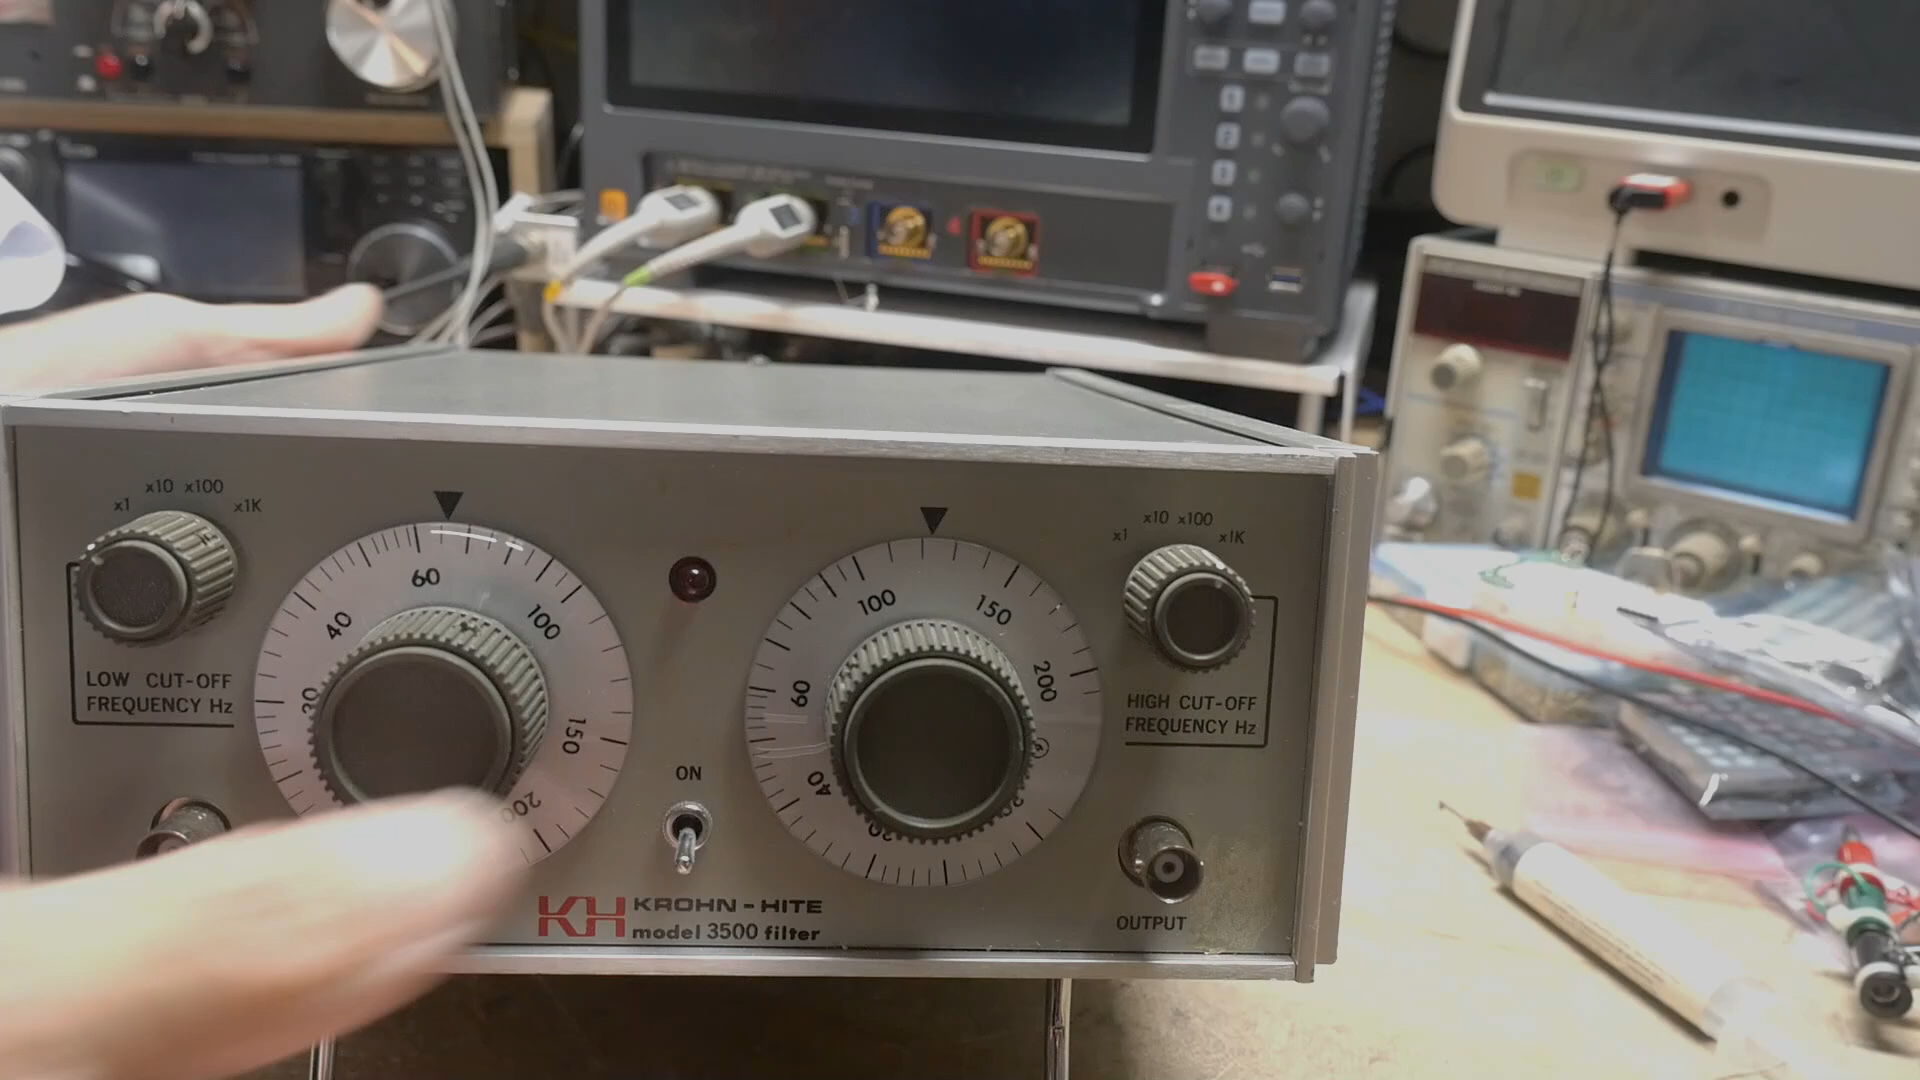 x1 x10 x100 x1K
LOW CUT-OFF
FREQUENCY Hz
30 40 60 100 150 200
ON
KH KROHN-HITE
model 3500 filter
40 60 100 150 200
x1 x10 x100 x1K
HIGH CUT-OFF
FREQUENCY Hz
OUTPUT